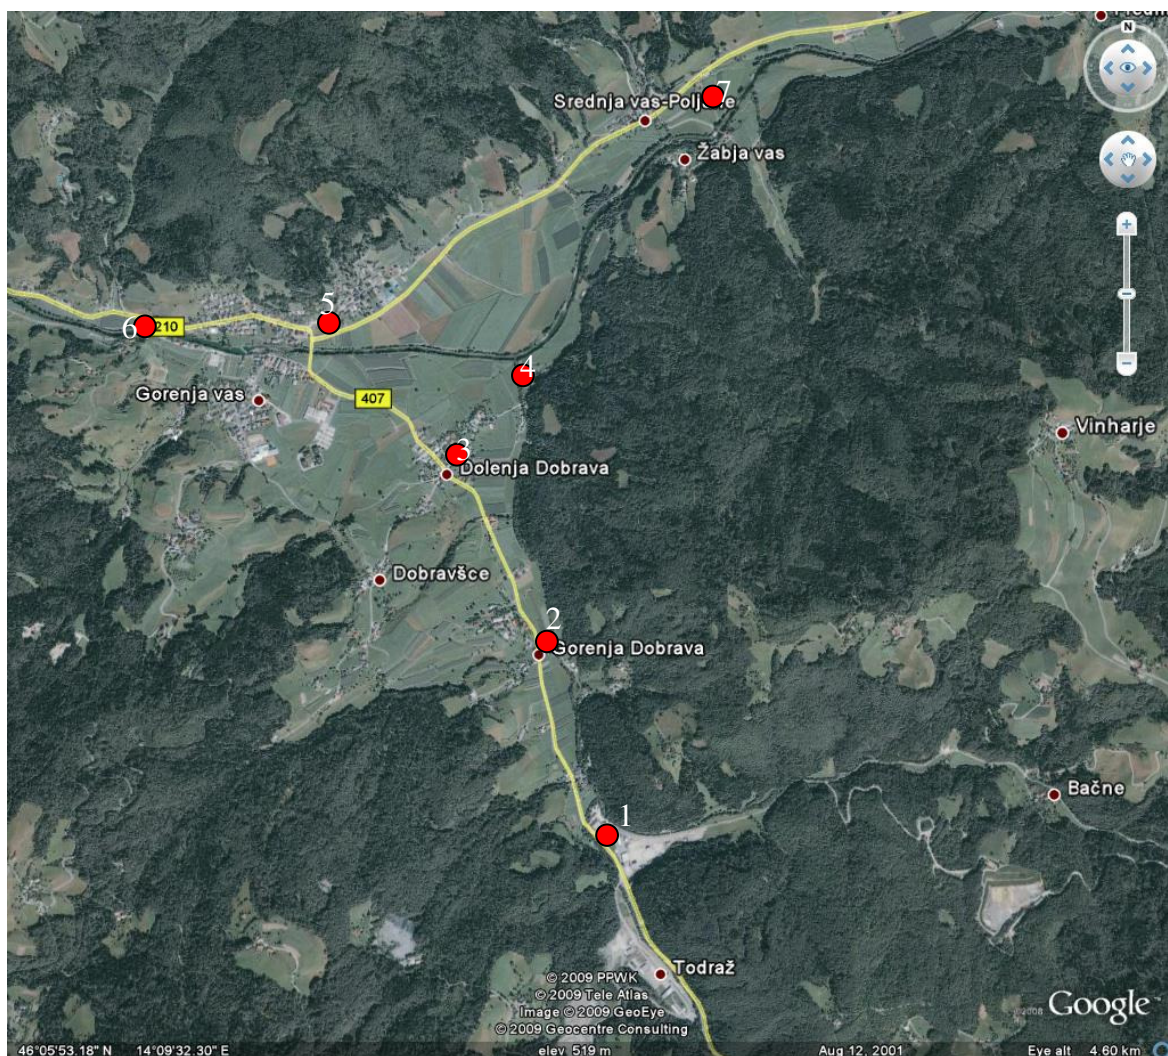 Predm
N
7
Srednja vas-Poljane
Žabja vas
5
6
210
4
Gorenja vas
407
Vinharje
3
Dolenja Dobrava
Dobravšce
2
Gorenja Dobrava
Bačne
1
Todraž
© 2009 PPWK
© 2009 Tele Atlas
Image © 2009 GeoEye
© 2009 Geocentre Consulting
©2008 Google
46°05'53.18" N 14°09'32.30" E elev 519 m Aug 12, 2001 Eye alt 4.60 km